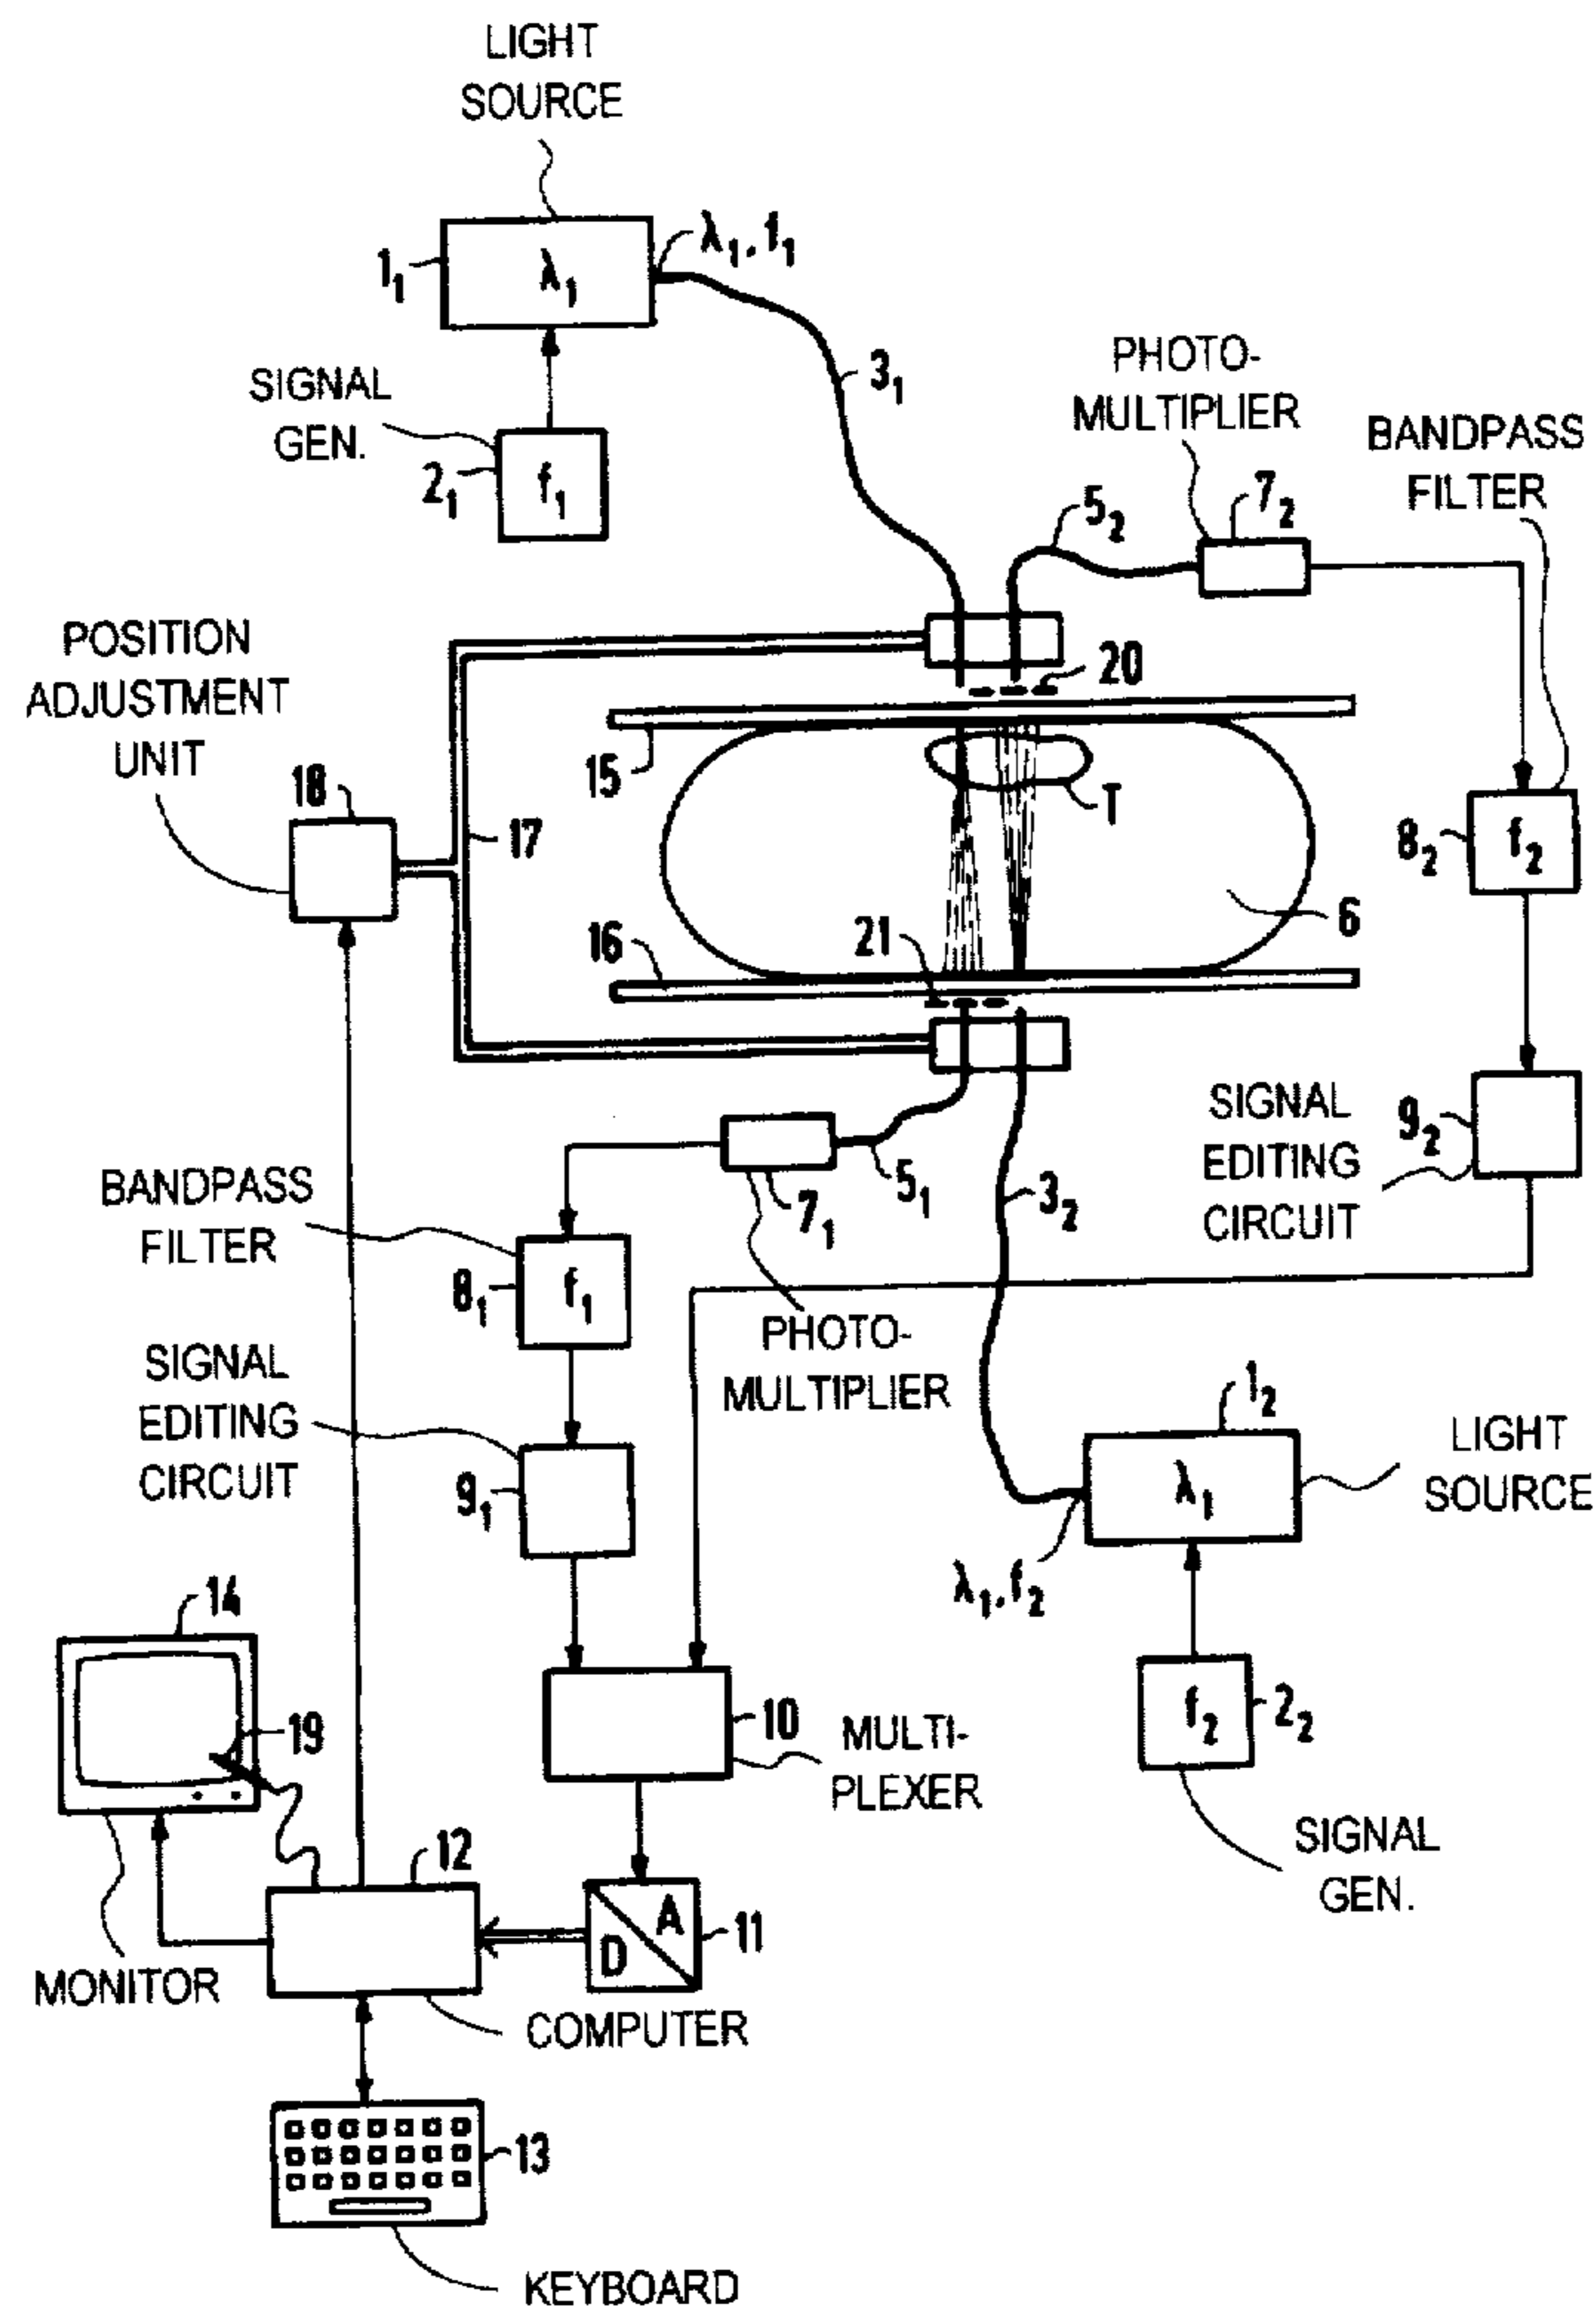 LIGHT
SOURCE
λ₁
1₁
λ₁, 1₁
3₁
SIGNAL
GEN.
2₁
f₁
PHOTO-
MULTIPLIER
BANDPASS
FILTER
5₂
7₂
POSITION
ADJUSTMENT
UNIT
18
20
15
T
17
8₂
f₂
6
16
21
SIGNAL
EDITING
CIRCUIT
9₂
BANDPASS
FILTER
7₁
5₁
3₂
8₁
f₁
PHOTO-
MULTIPLIER
SIGNAL
EDITING
CIRCUIT
9₁
1₂
λ₁
LIGHT
SOURCE
λ₁, f₂
14
19
10
MULTI-
PLEXER
f₂
2₂
SIGNAL
GEN.
12
A
D
11
MONITOR
COMPUTER
13
KEYBOARD